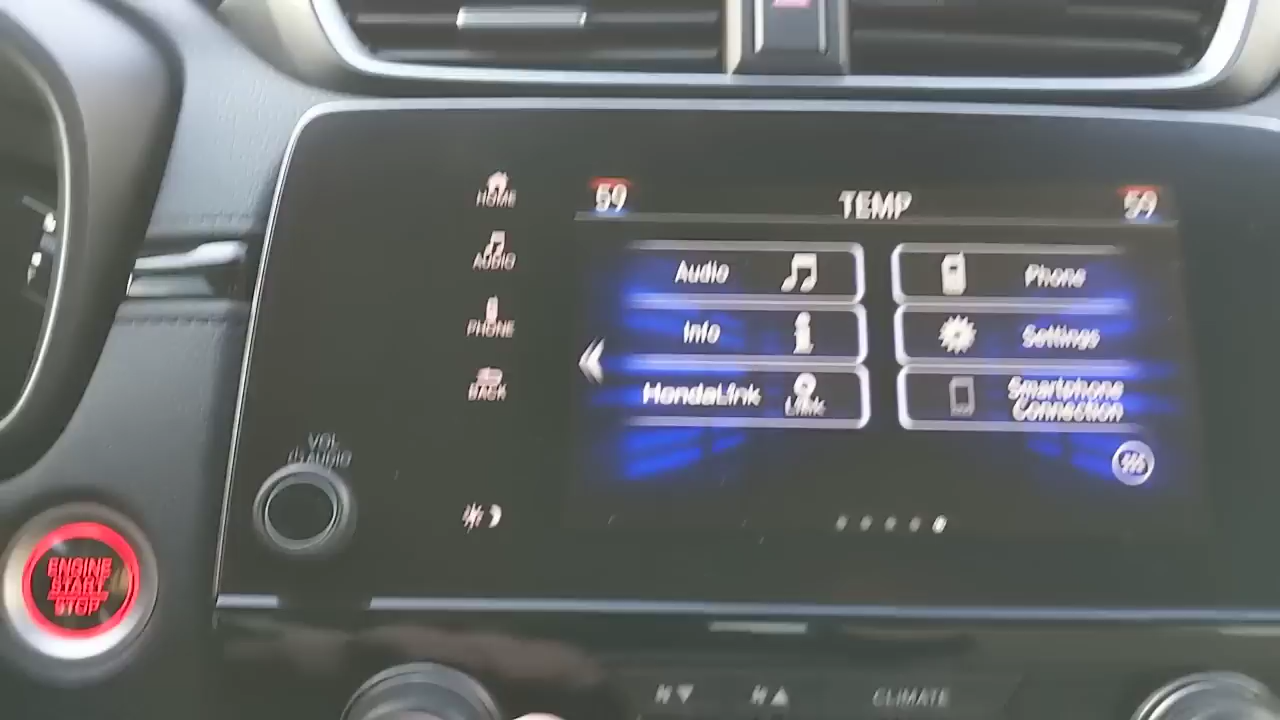 HOME
AUDIO
PHONE
BACK
VOL
AUDIO
ENGINE
START
STOP
59 TEMP 59
Audio Phone
Info Settings
HondaLink Link Smartphone
Connection
CLIMATE